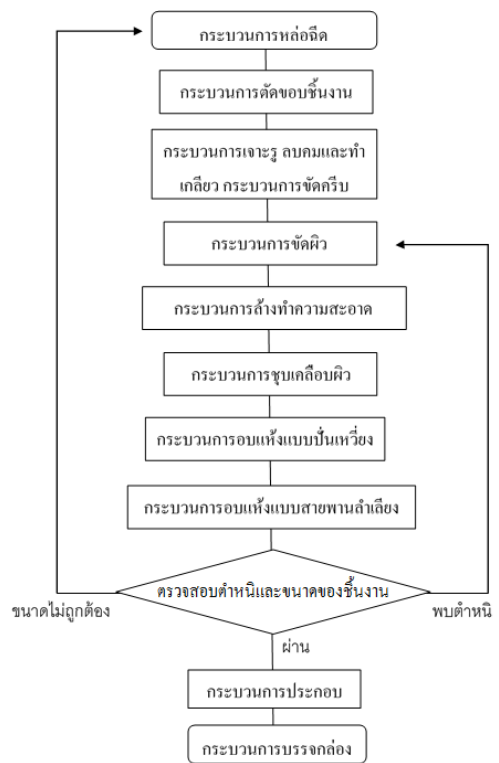 กระบวนการหล่อฉีด
กระบวนการตัดขอบชิ้นงาน
กระบวนการเจาะรู ลบคมและทำ
เกลียว กระบวนการขัดครีบ
กระบวนการขัดผิว
กระบวนการล้างทำความสะอาด
กระบวนการชุบเคลือบผิว
กระบวนการอบแห้งแบบปั่นเหวี่ยง
กระบวนการอบแห้งแบบสายพานลำเลียง
ตรวจสอบตำหนิและขนาดของชิ้นงาน
ขนาดไม่ถูกต้อง
พบตำหนิ
ผ่าน
กระบวนการประกอบ
กระบวนการบรรจกล่อง